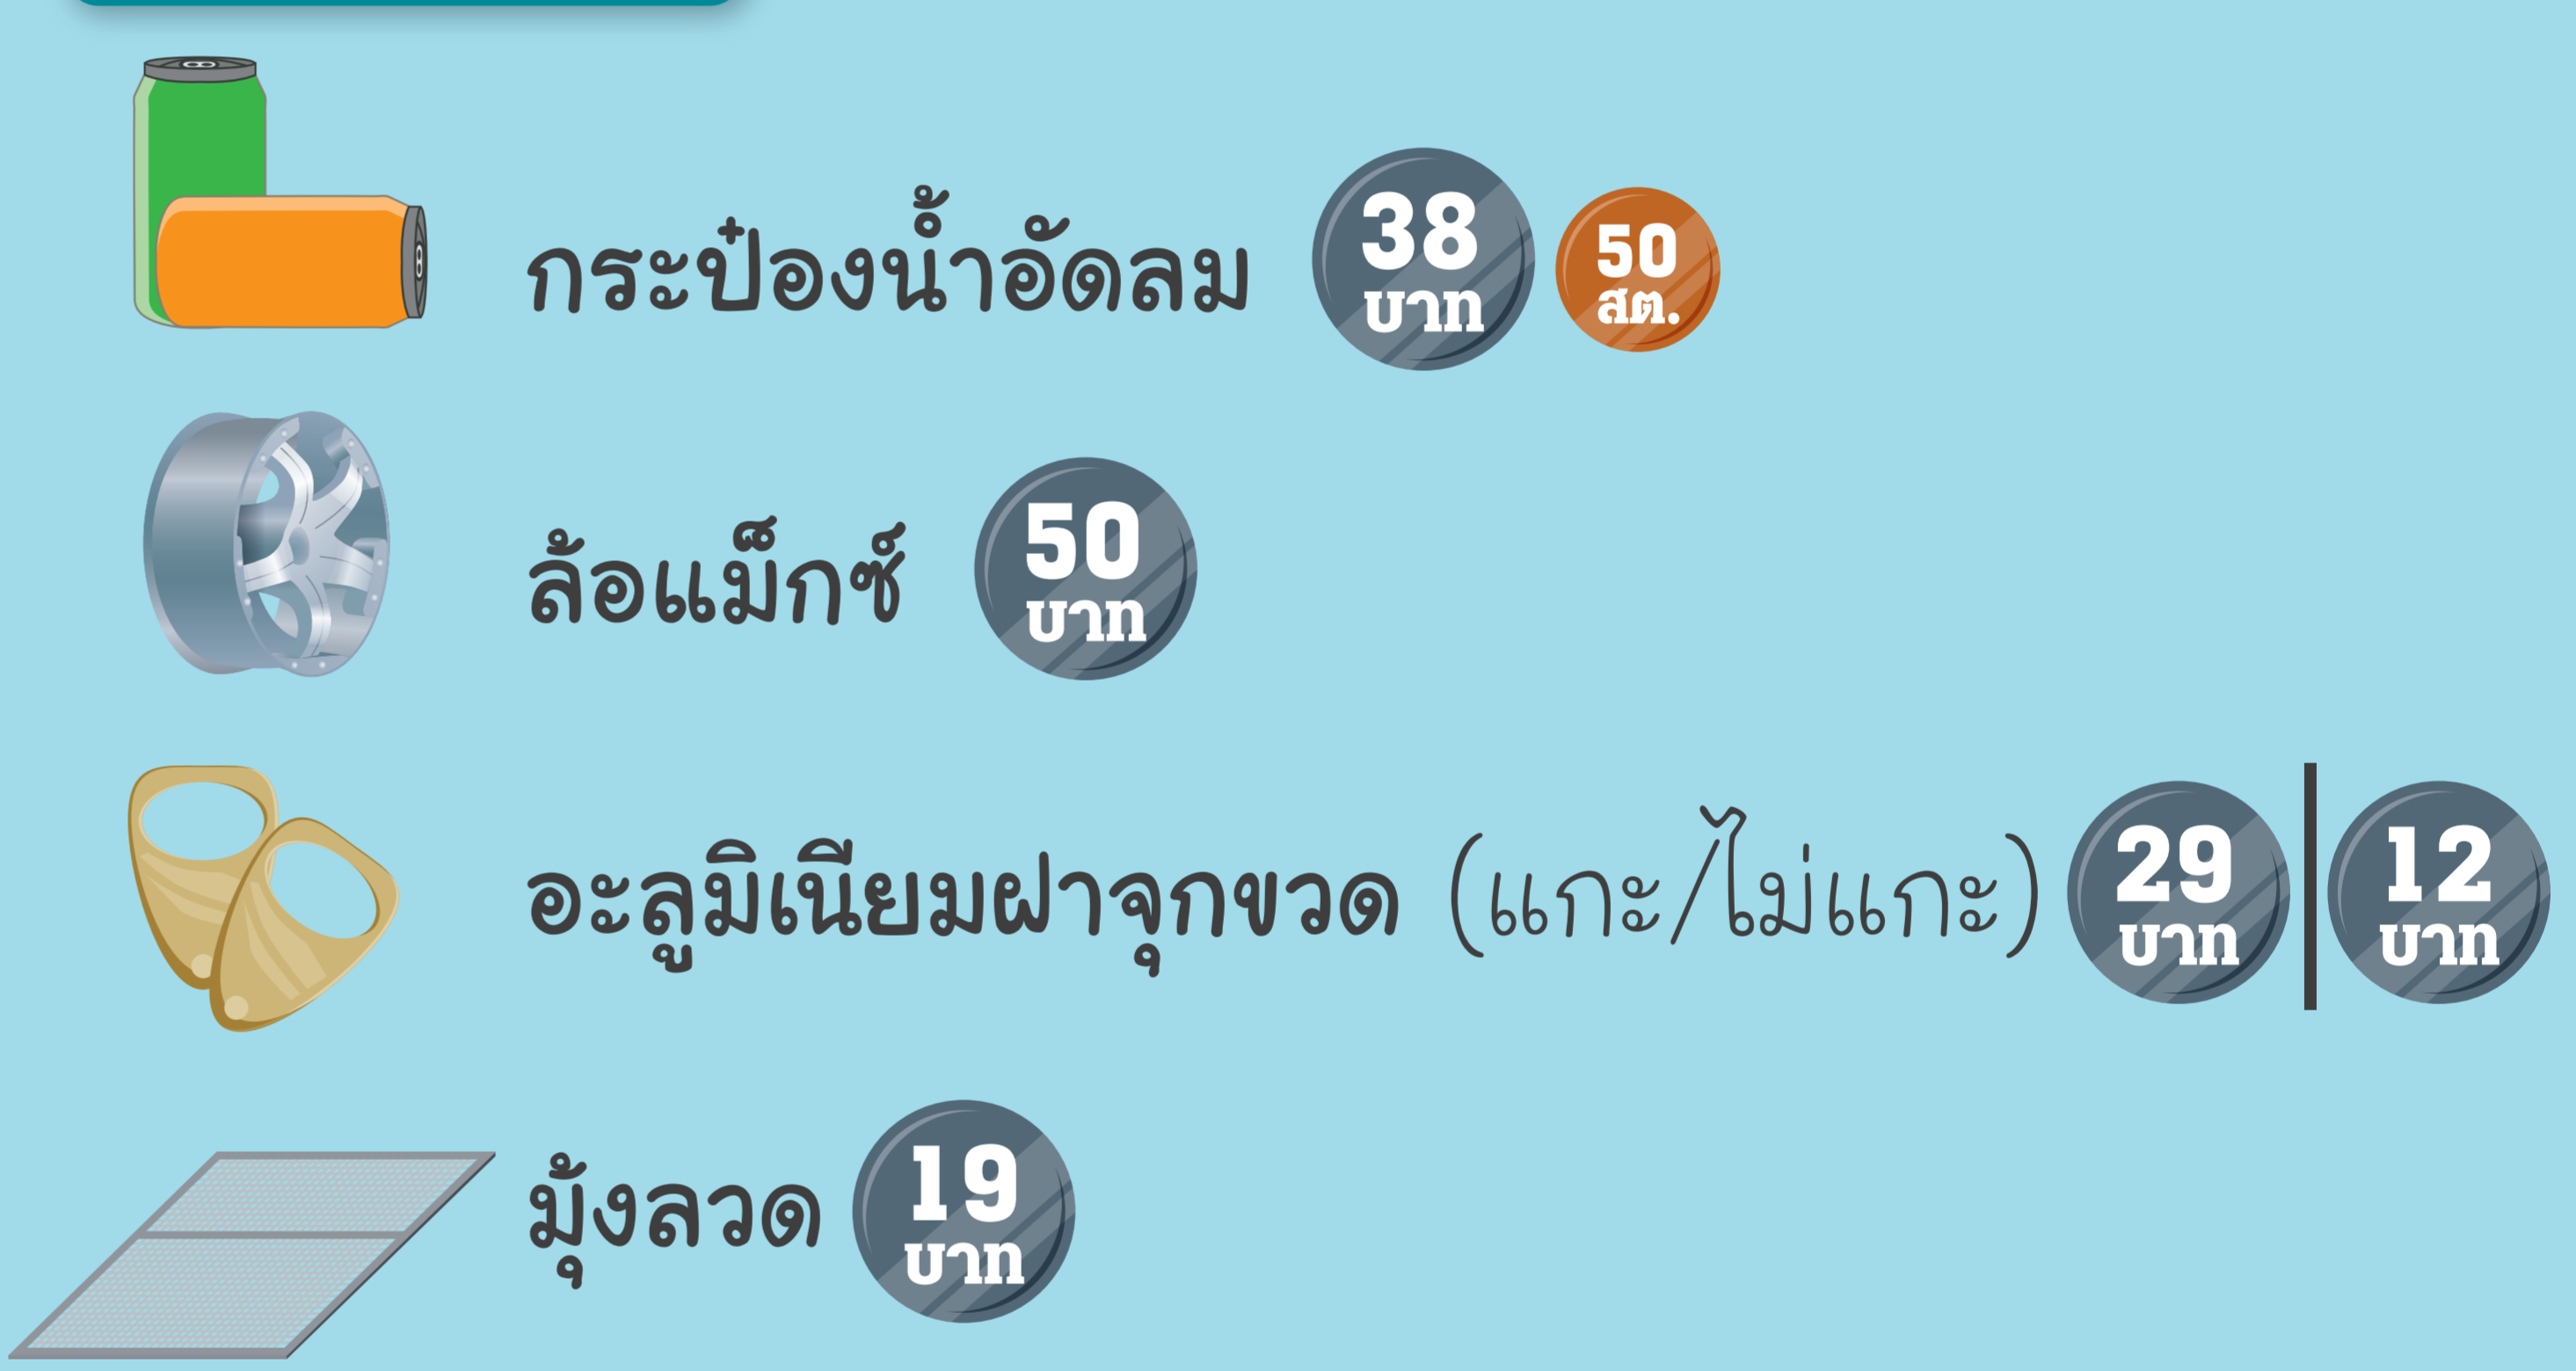 กระป๋องน้ำอัดลม 38 บาท 50 สต.
ล้อแม็กซ์ 50 บาท
อะลูมิเนียมฝาจุกขวด (แกะ/ไม่แกะ) 29 บาท | 12 บาท
มุ้งลวด 19 บาท